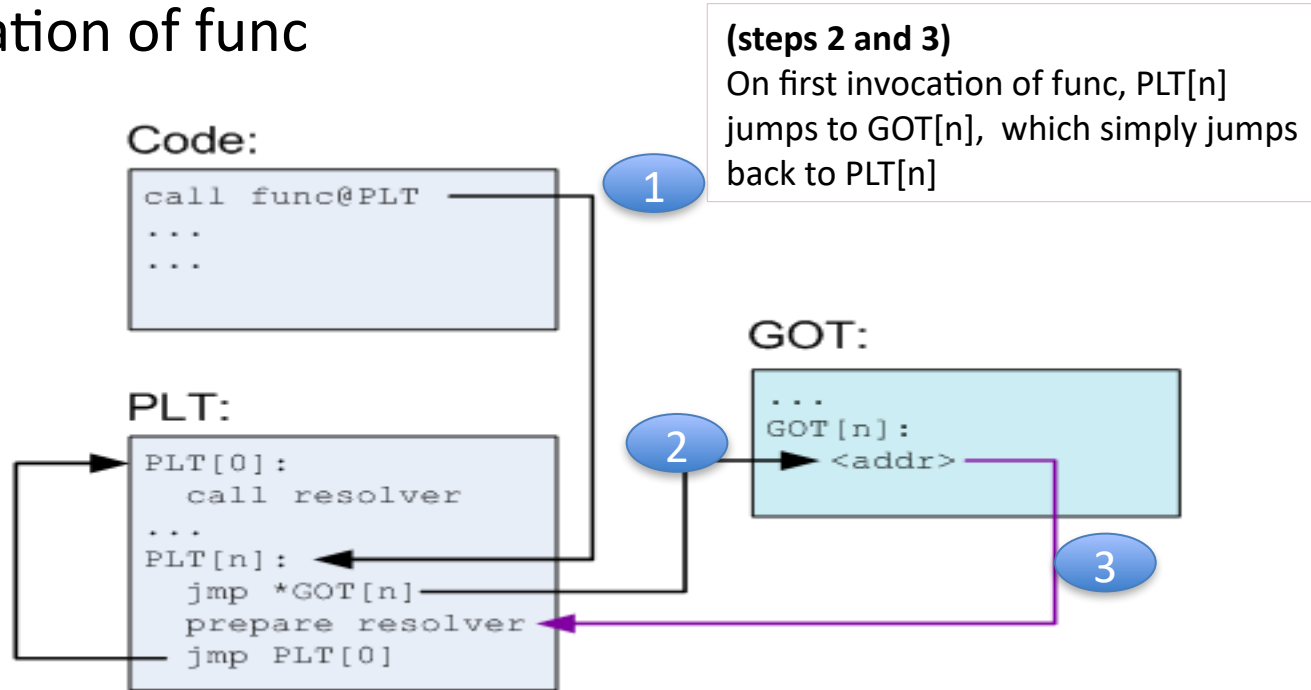 ation of func
(steps 2 and 3)
On first invocation of func, PLT[n]
jumps to GOT[n], which simply jumps
back to PLT[n]
Code:
call func@PLT
...
...
1
GOT:
...
GOT[n]:
<addr>
2
3
PLT:
PLT[0]:
call resolver
...
PLT[n]:
jmp *GOT[n]
prepare resolver
jmp PLT[0]